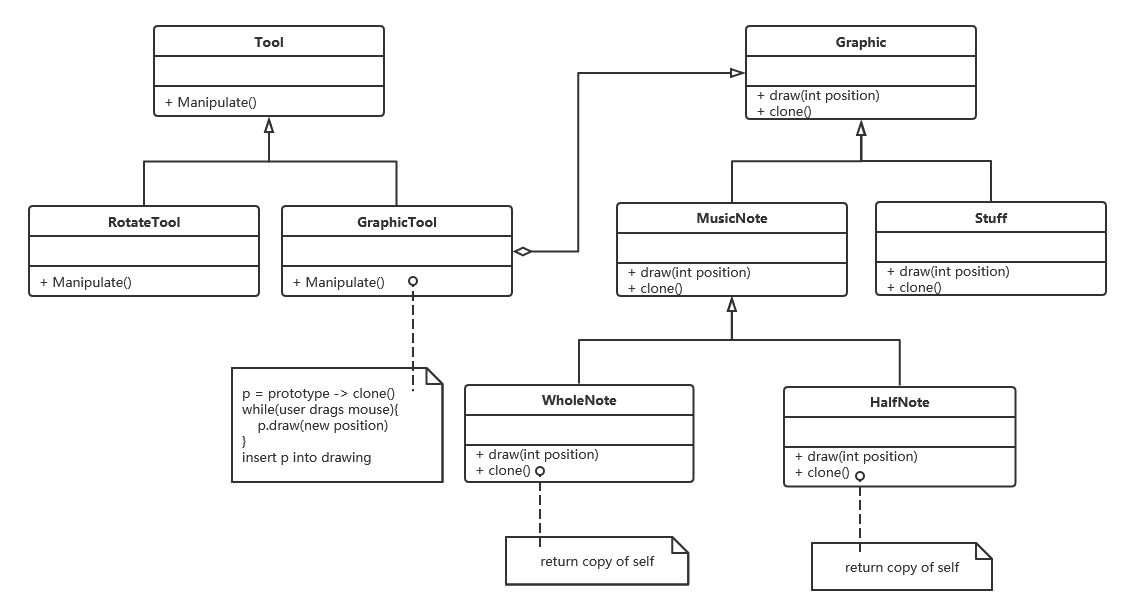 Tool
+ Manipulate()
Graphic
+ draw(int position)
+ clone()
RotateTool
+ Manipulate()
GraphicTool
+ Manipulate()
MusicNote
+ draw(int position)
+ clone()
Stuff
+ draw(int position)
+ clone()
p = prototype -> clone()
while(user drags mouse){
p.draw(new position)
}
insert p into drawing
WholeNote
+ draw(int position)
+ clone()
HalfNote
+ draw(int position)
+ clone()
return copy of self
return copy of self